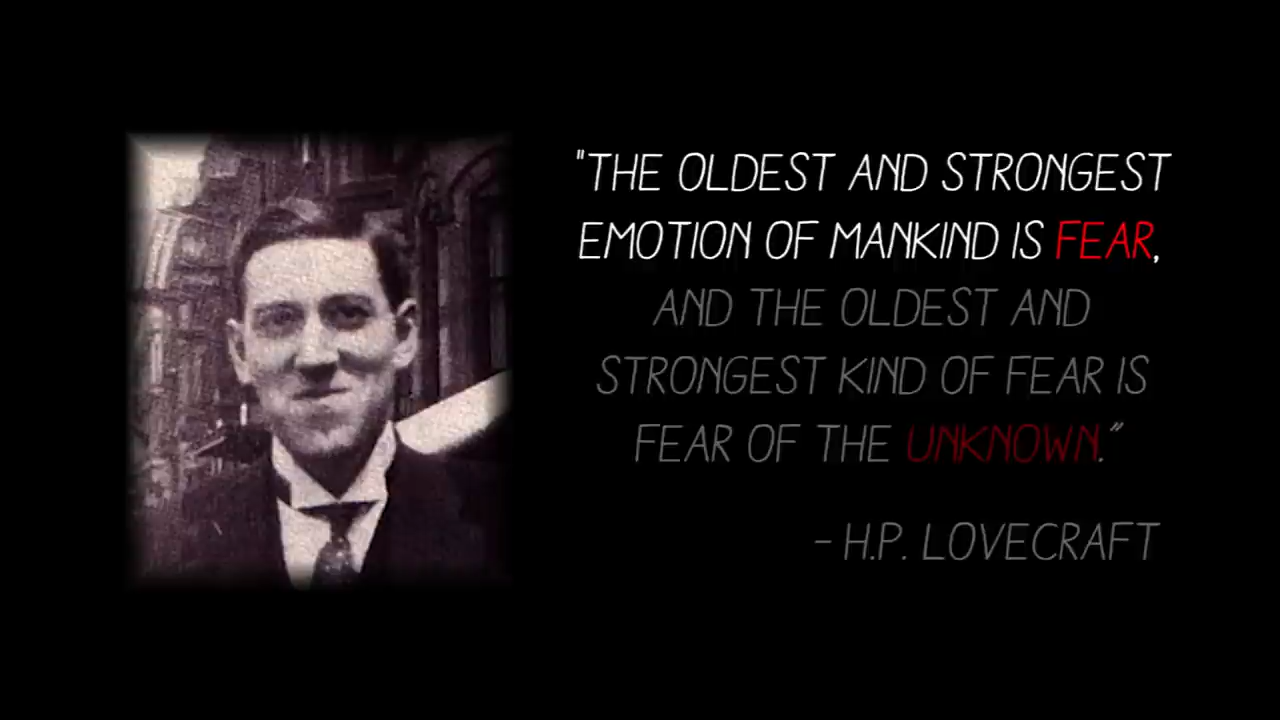 "THE OLDEST AND STRONGEST
EMOTION OF MANKIND IS FEAR,
AND THE OLDEST AND
STRONGEST KIND OF FEAR IS
FEAR OF THE UNKNOWN."
- H.P. LOVECRAFT